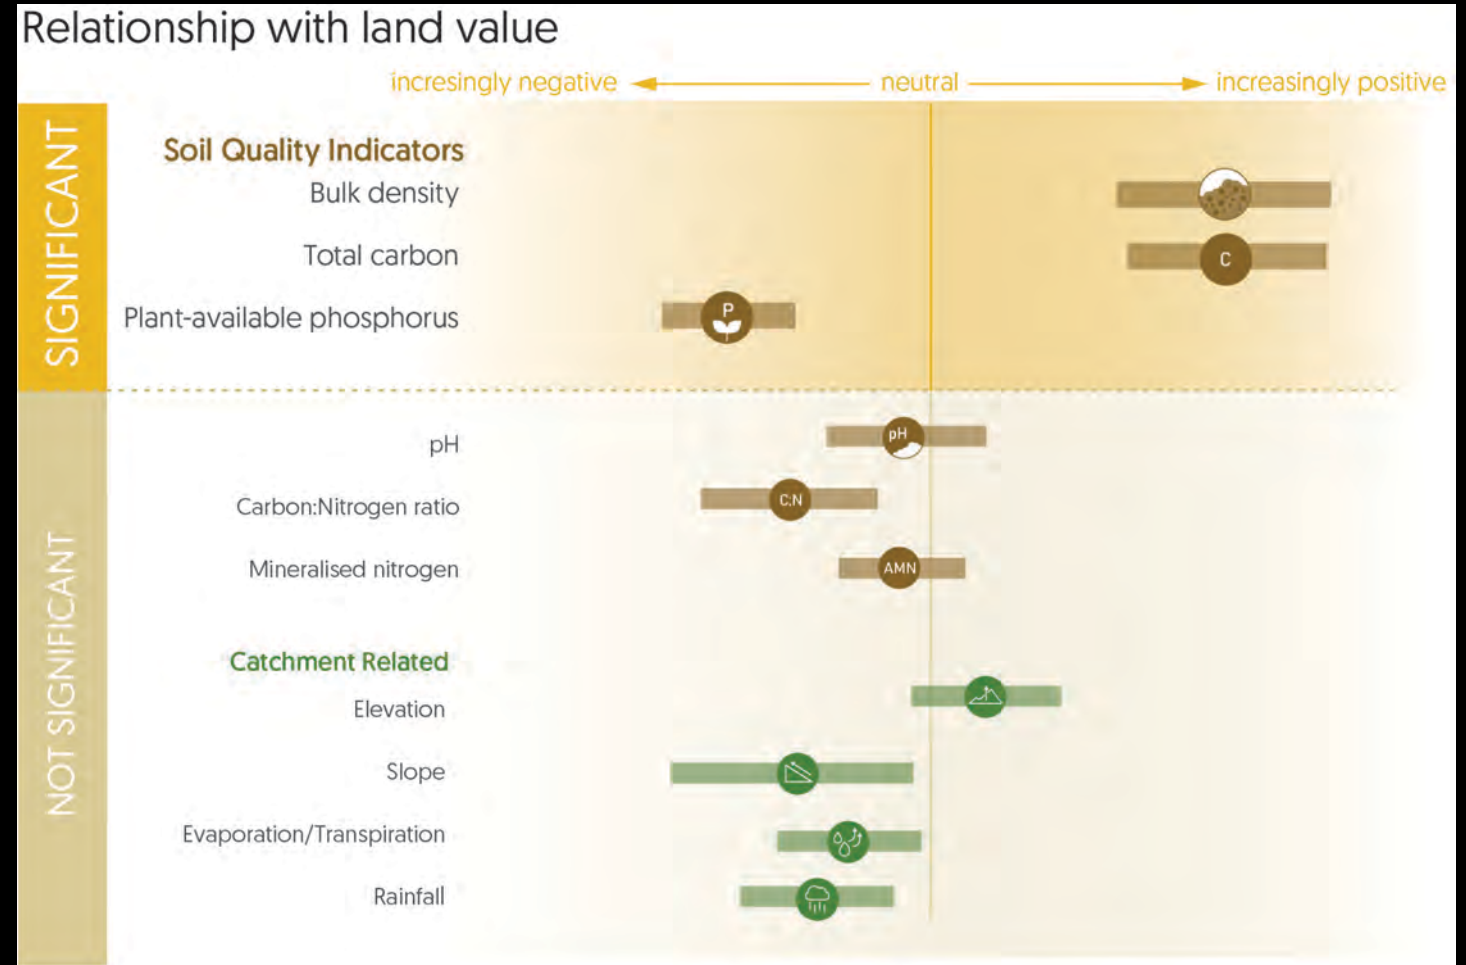 Relationship with land value
incresingly negative neutral increasingly positive
SIGNIFICANT
Soil Quality Indicators
Bulk density
Total carbon
C
Plant-available phosphorus
P
NOT SIGNIFICANT
pH
pH
Carbon:Nitrogen ratio
C:N
Mineralised nitrogen
AMN
Catchment Related
Elevation
Slope
Evaporation/Transpiration
Rainfall